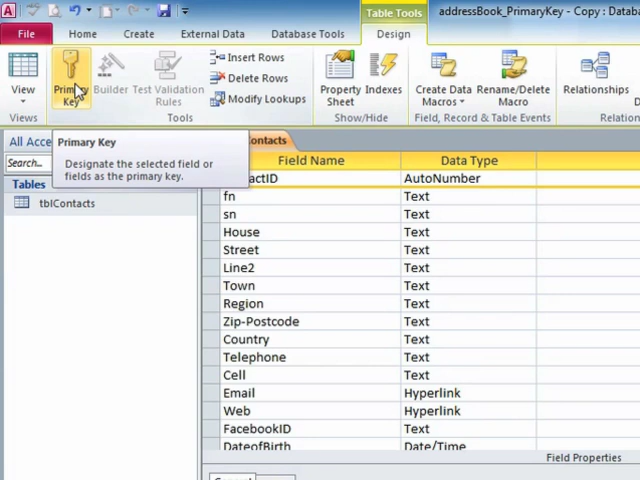 Table Tools
addressBook_PrimaryKey - Copy : Datab
File
Home
Create
External Data
Database Tools
Design
View
Primary
Key
Builder
Test Validation
Rules
Insert Rows
Delete Rows
Modify Lookups
Property
Sheet
Indexes
Create Data
Macros
Rename/Delete
Macro
Relationships
Views
Tools
Show/Hide
Field, Record & Table Events
Relation
All Acce
Primary Key
Designate the selected field or
fields as the primary key.
Search...
Tables
tblContacts
ontacts
Field Name
Data Type
actID
AutoNumber
fn
Text
sn
Text
House
Text
Street
Text
Line2
Text
Town
Text
Region
Text
Zip-Postcode
Text
Country
Text
Telephone
Text
Cell
Text
Email
Hyperlink
Web
Hyperlink
FacebookID
Text
DateofBirth
Date/Time
Field Properties
General